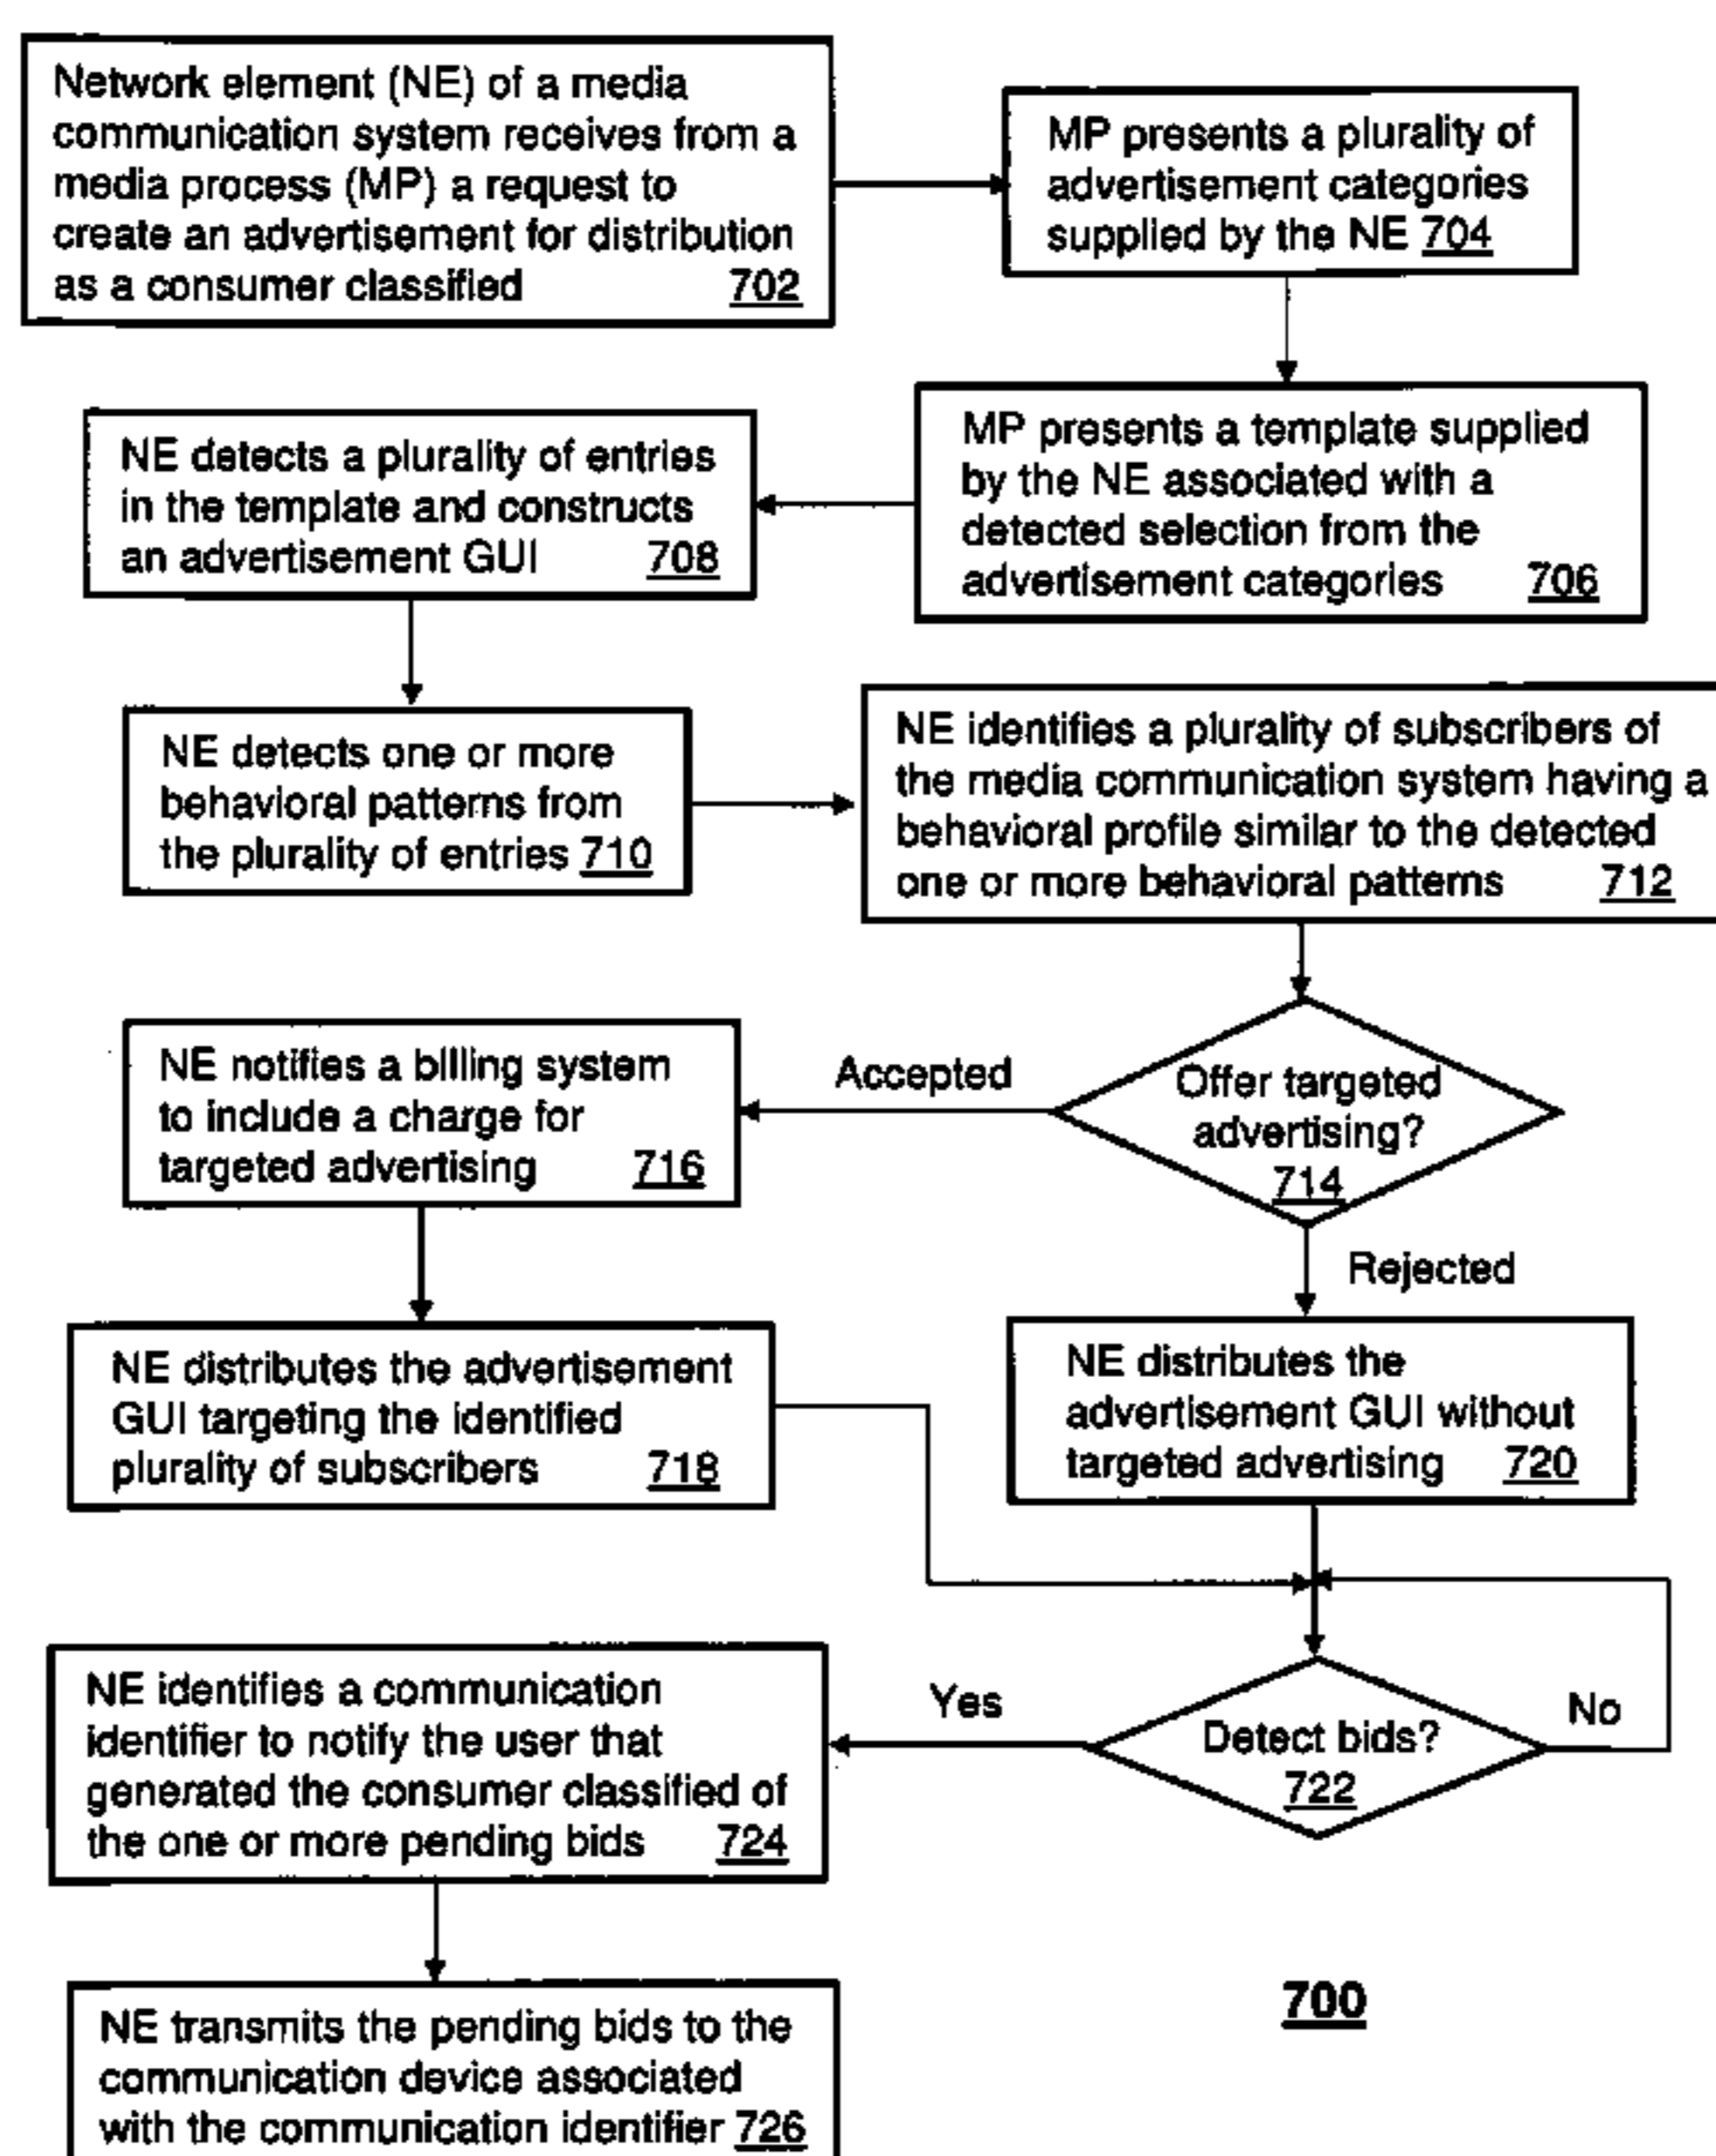 Network element (NE) of a media
communication system receives from a
media process (MP) a request to
create an advertisement for distribution
as a consumer classified 702
MP presents a plurality of
advertisement categories
supplied by the NE 704
MP presents a template supplied
by the NE associated with a
detected selection from the
advertisement categories 706
NE detects a plurality of entries
in the template and constructs
an advertisement GUI 708
NE detects one or more
behavioral patterns from
the plurality of entries 710
NE identifies a plurality of subscribers of
the media communication system having a
behavioral profile similar to the detected
one or more behavioral patterns 712
Offer targeted
advertising?
714
Accepted
NE notifies a billing system
to include a charge for
targeted advertising 716
Rejected
NE distributes the advertisement
GUI targeting the identified
plurality of subscribers 718
NE distributes the
advertisement GUI without
targeted advertising 720
Detect bids?
722
No
Yes
NE identifies a communication
identifier to notify the user that
generated the consumer classified of
the one or more pending bids 724
NE transmits the pending bids to the
communication device associated
with the communication identifier 726
700